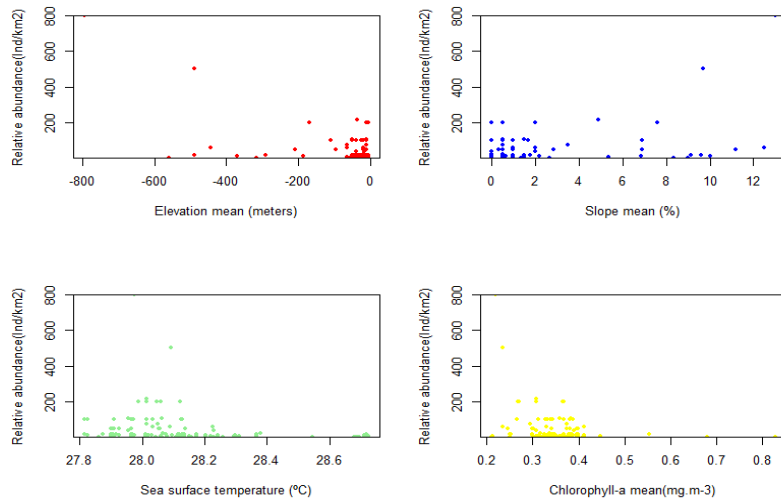 Relative abundance(Ind/km2)
200 400 600 800
-800 -600 -400 -200 0
Elevation mean (meters)
Relative abundance(Ind/km2)
200 400 600 800
0 2 4 6 8 10 12
Slope mean (%)
Relative abundance(Ind/km2)
200 400 600 800
27.8 28.0 28.2 28.4 28.6
Sea surface temperature (ºC)
Relative abundance(Ind/km2)
200 400 600 800
0.2 0.3 0.4 0.5 0.6 0.7 0.8
Chlorophyll-a mean(mg.m-3)